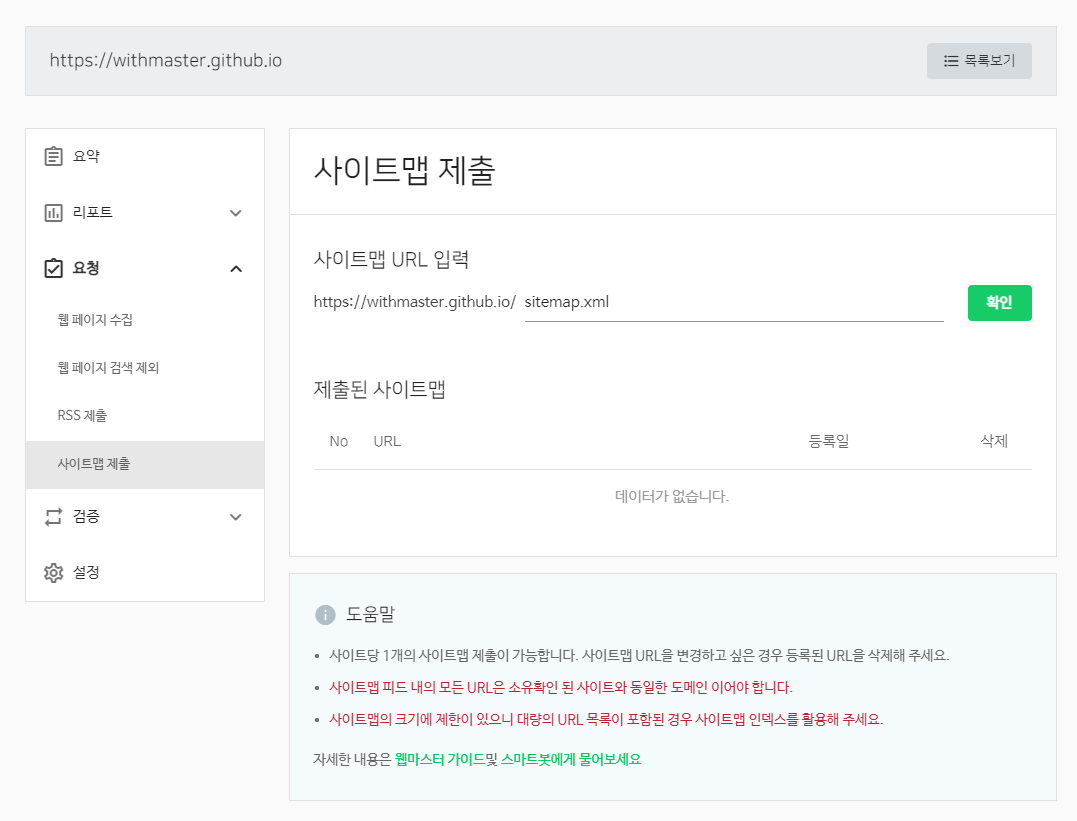 https://withmaster.github.io
목록보기
요약
리포트
요청
웹 페이지 수집
웹 페이지 검색 제외
RSS 제출
사이트맵 제출
검증
설정
사이트맵 제출
사이트맵 URL 입력
https://withmaster.github.io/ sitemap.xml
확인
제출된 사이트맵
No URL 등록일 삭제
데이터가 없습니다.
도움말
• 사이트당 1개의 사이트맵 제출이 가능합니다. 사이트맵 URL을 변경하고 싶은 경우 등록된 URL을 삭제해 주세요.
• 사이트맵 피드 내의 모든 URL은 소유확인 된 사이트와 동일한 도메인 이어야 합니다.
• 사이트맵의 크기에 제한이 있으니 대량의 URL 목록이 포함된 경우 사이트맵 인덱스를 활용해 주세요.
자세한 내용은 웹마스터 가이드및 스마트봇에게 물어보세요